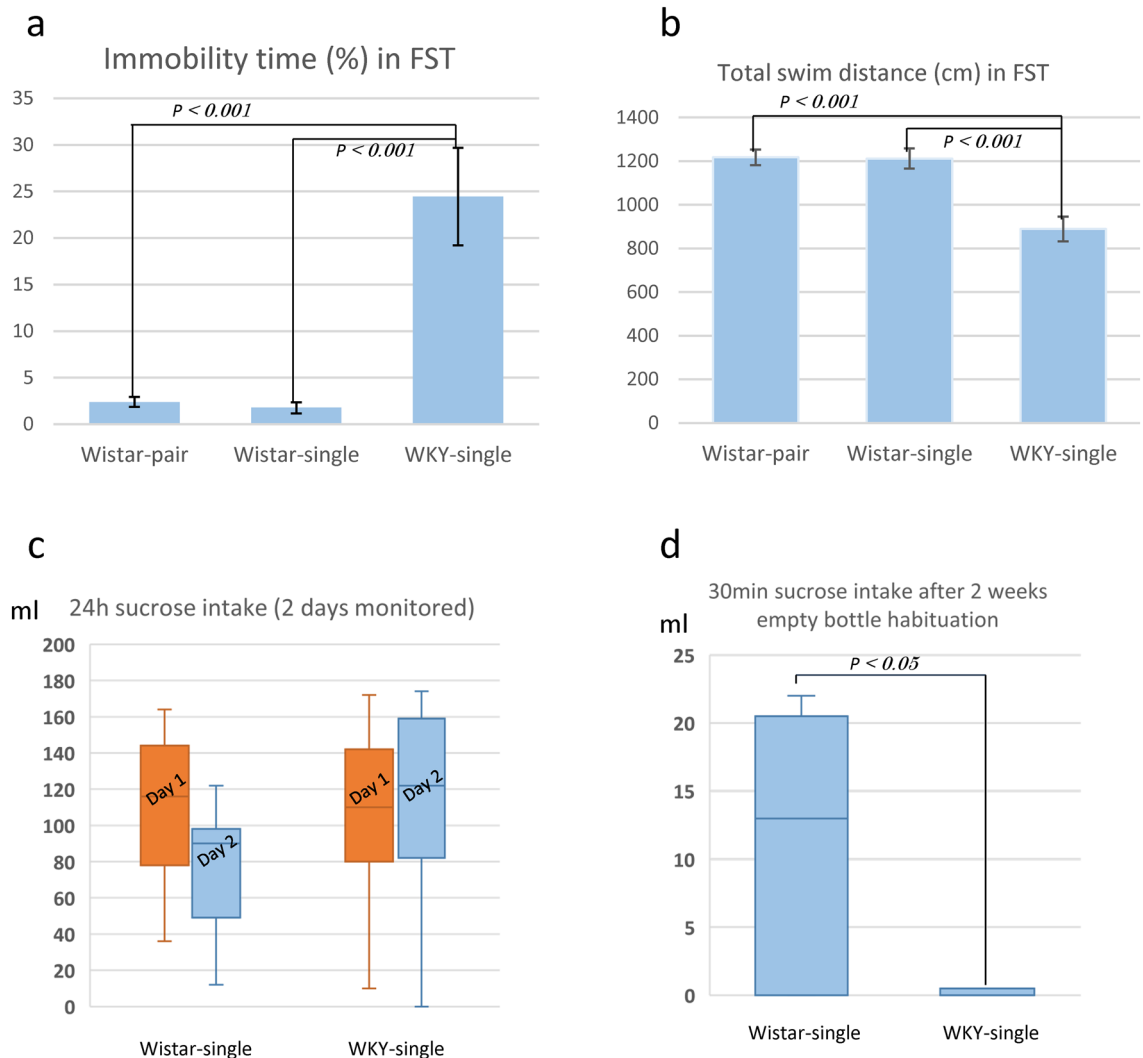 a
Immobility time (%) in FST
35
30
25
20
15
10
5
0
P < 0.001
P < 0.001
Wistar-pair
Wistar-single
WKY-single
b
Total swim distance (cm) in FST
1400
1200
1000
800
600
400
200
0
P < 0.001
P < 0.001
Wistar-pair
Wistar-single
WKY-single
c
ml
24h sucrose intake (2 days monitored)
200
180
160
140
120
100
80
60
40
20
0
Day 1
Day 2
Day 1
Day 2
Wistar-single
WKY-single
d
30min sucrose intake after 2 weeks
empty bottle habituation
ml
25
20
15
10
5
0
P < 0.05
Wistar-single
WKY-single